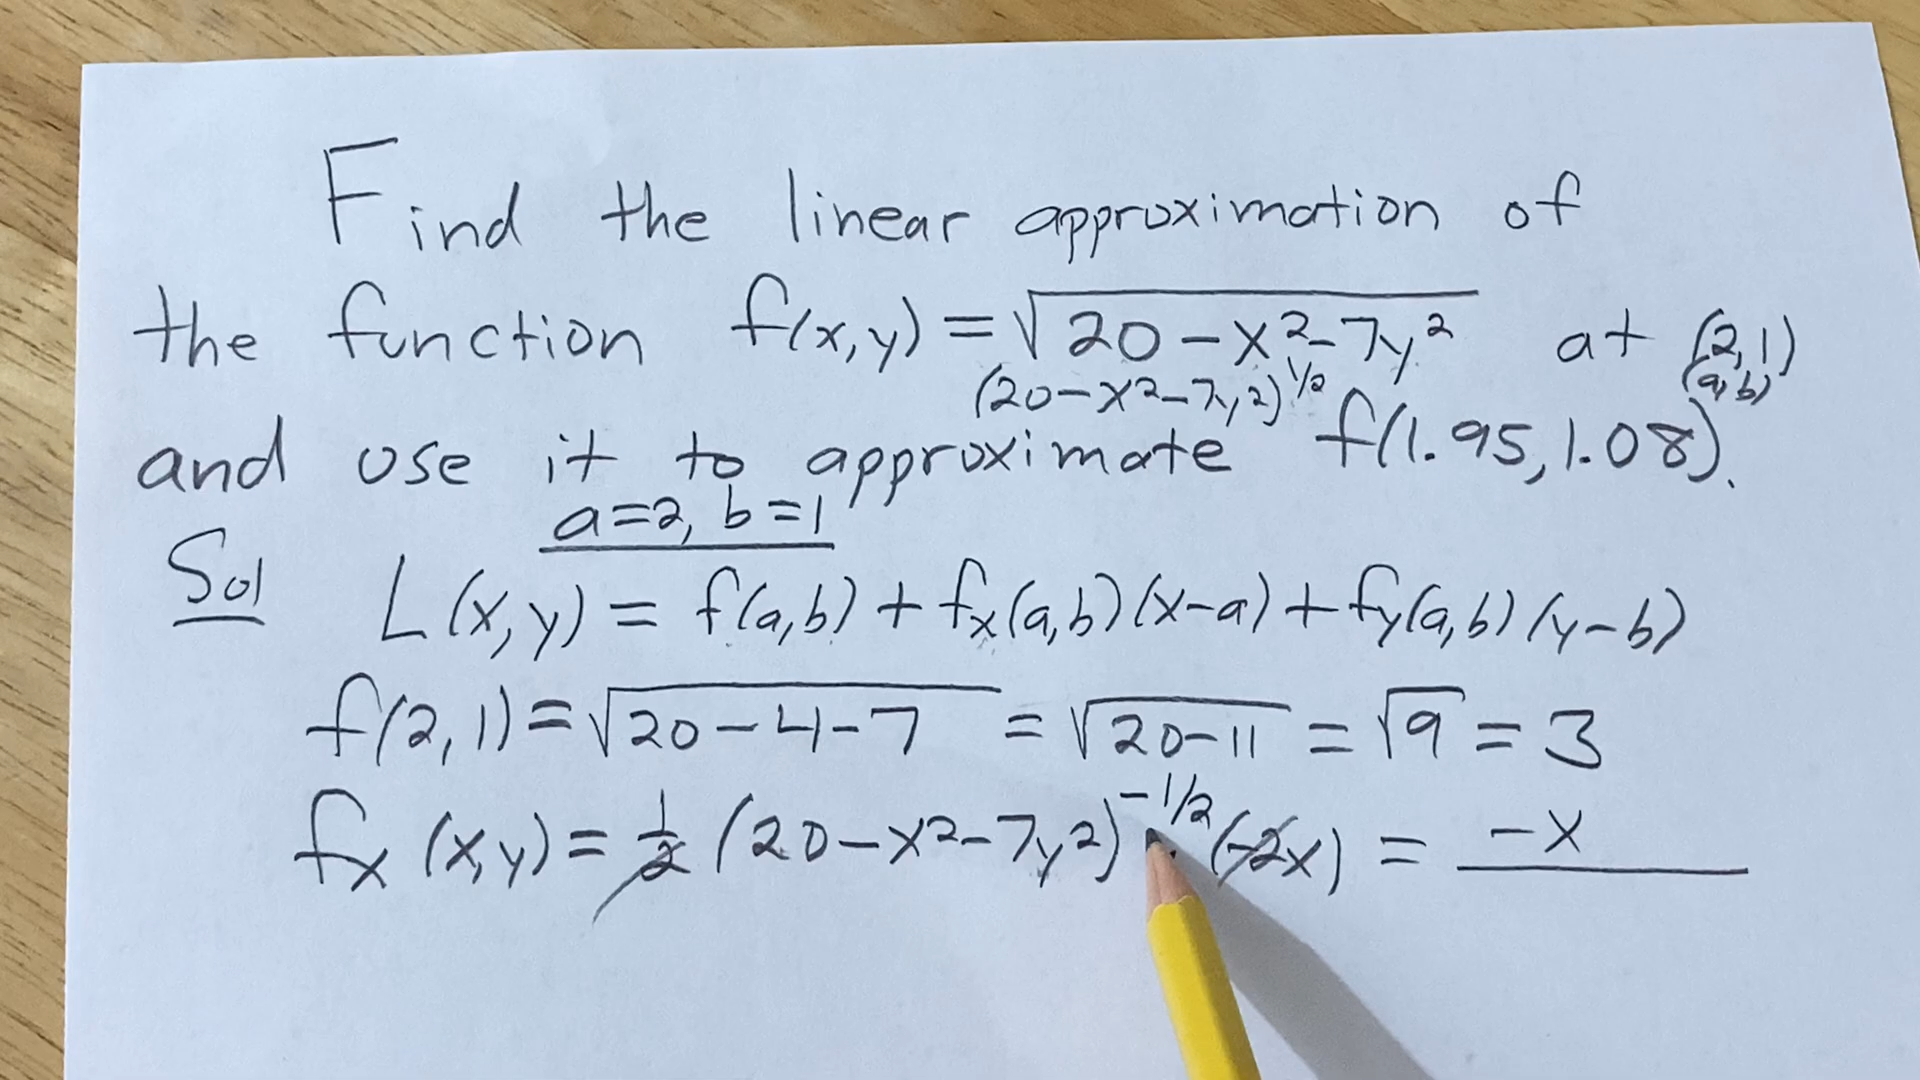 Find the linear approximation of
the function f(x,y) = √20-x²-7y² at (2,1)
(20-x²-7y²)^1/2 (a,b)
and use it to approximate f(1.95,1.08).
a=2, b=1
Sol L(x,y) = f(a,b) + fx(a,b)(x-a) + fy(a,b)(y-b)
f(2,1) = √20-4-7 = √20-11 = √9 = 3
fx(x,y) = 1/2 (20-x²-7y²)^-1/2 · (-2x) = -x